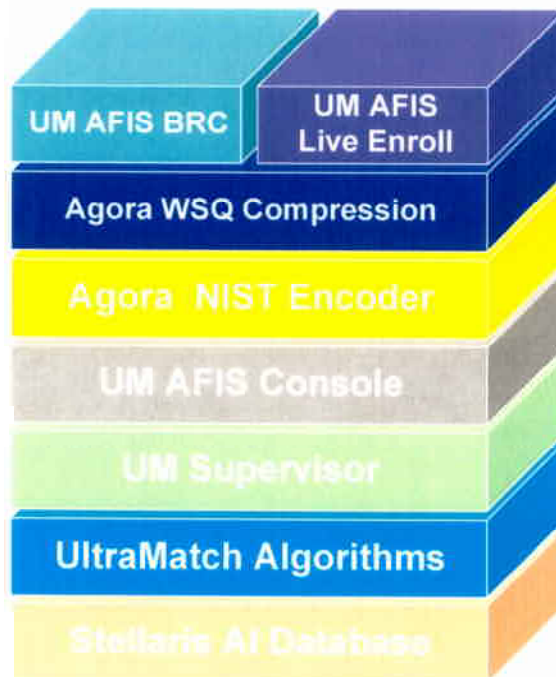 UM AFIS BRC
UM AFIS
Live Enroll
Agora WSQ Compression
Agora NIST Encoder
UM AFIS Console
UM Supervisor
UltraMatch Algorithms
Stellaris AI Database